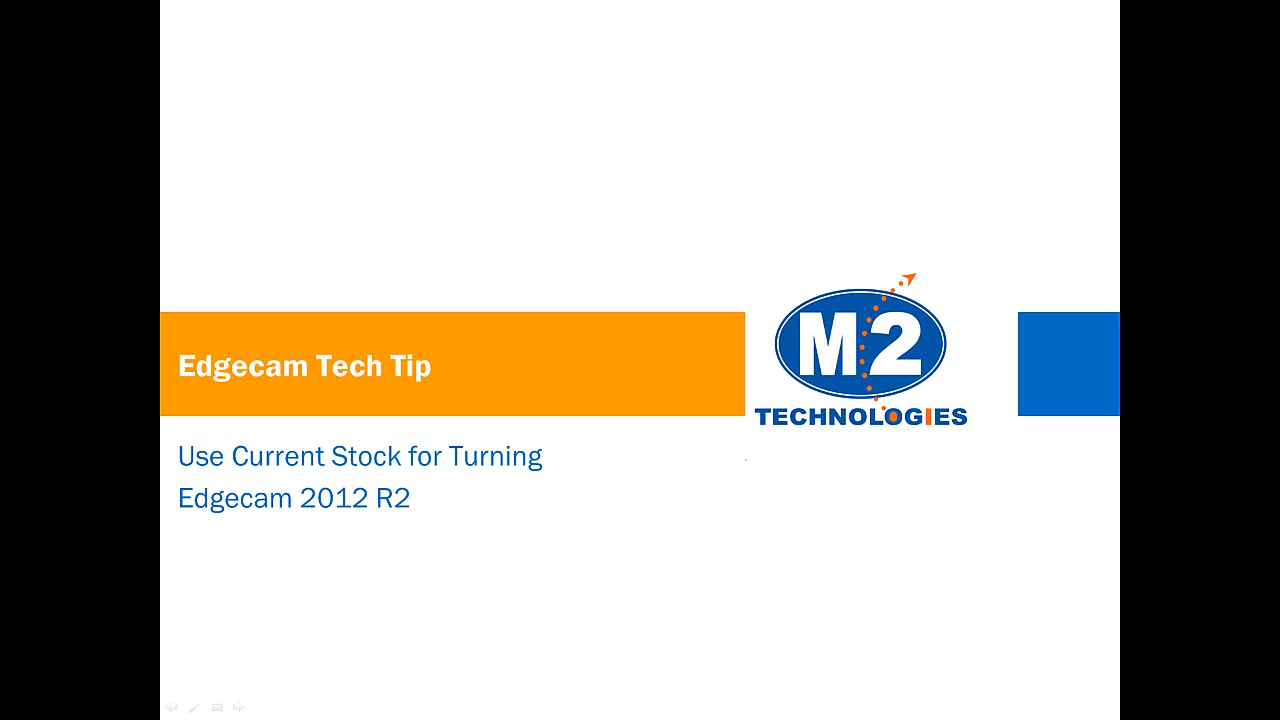 Edgecam Tech Tip
M2
TECHNOLOGIES
Use Current Stock for Turning
Edgecam 2012 R2